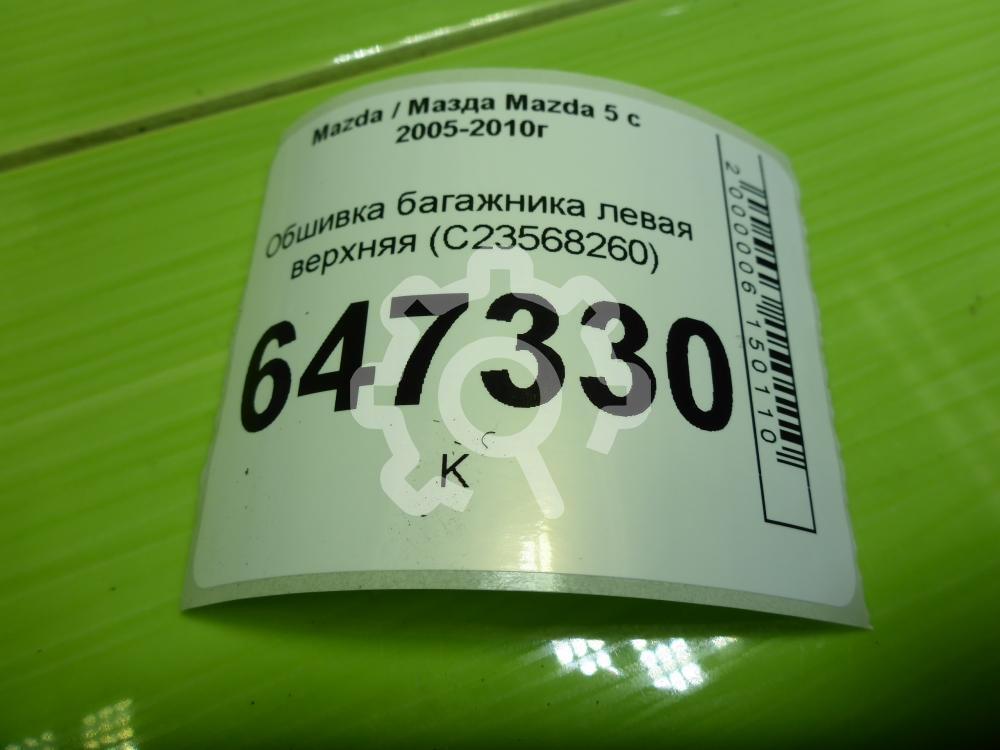 Mazda / Мазда Mazda 5 с
2005-2010г
Обшивка багажника левая
верхняя (C23568260)
647330
К
2000006150110